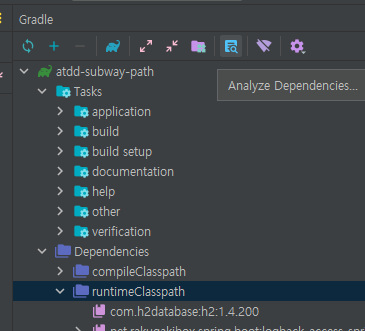 Gradle
atdd-subway-path
Analyze Dependencies...
Tasks
application
build
build setup
documentation
help
other
verification
Dependencies
compileClasspath
runtimeClasspath
com.h2database:h2:1.4.200